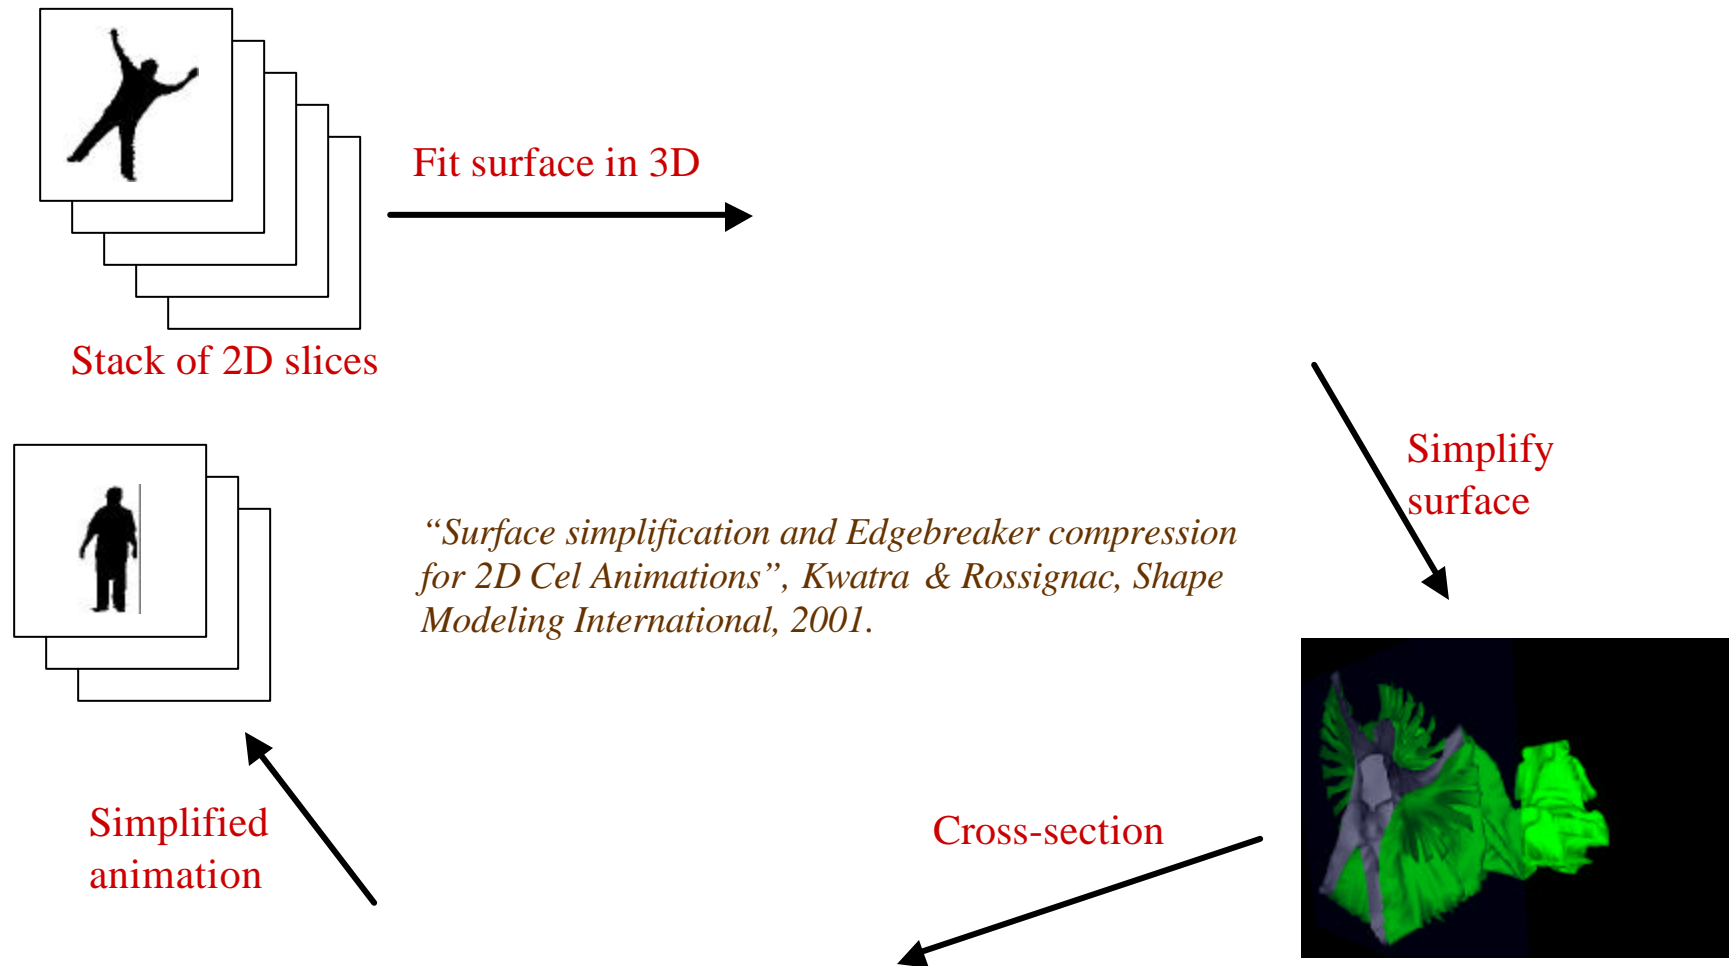 Fit surface in 3D
Stack of 2D slices
Simplify
surface
“Surface simplification and Edgebreaker compression
for 2D Cel Animations”, Kwatra & Rossignac, Shape
Modeling International, 2001.
Simplified
animation
Cross-section